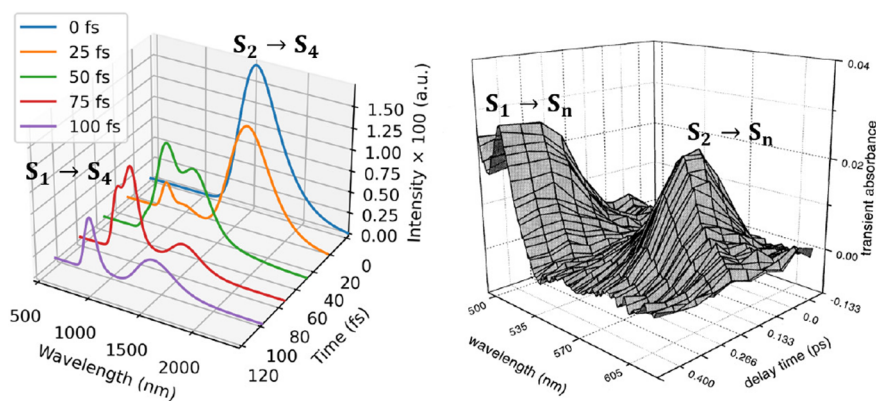 0 fs
25 fs
50 fs
75 fs
100 fs
S₂ → S₄
S₁ → S₄
1.50
1.25
1.00
0.75
0.50
0.25
0.00
Intensity × 100 (a.u.)
0
20
40
60
80
100
120
Time (fs)
500
1000
1500
2000
Wavelength (nm)
S₁ → Sₙ
S₂ → Sₙ
0.04
0.02
0.00
-0.133
transient absorbance
0.0
0.133
0.266
0.400
delay time (ps)
500
535
570
605
wavelength (nm)